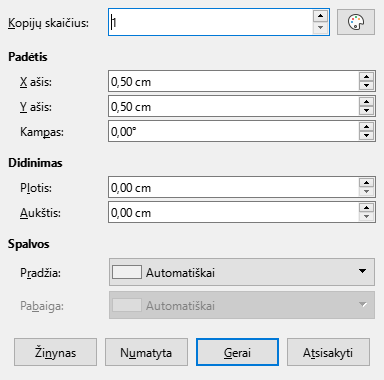 Kopijų skaičius: 1
Padėtis
X ašis: 0,50 cm
Y ašis: 0,50 cm
Kampas: 0,00°
Didinimas
Plotis: 0,00 cm
Aukštis: 0,00 cm
Spalvos
Pradžia: Automatiškai
Pabaiga: Automatiškai
Žinynas Numatyta Gerai Atsisakyti